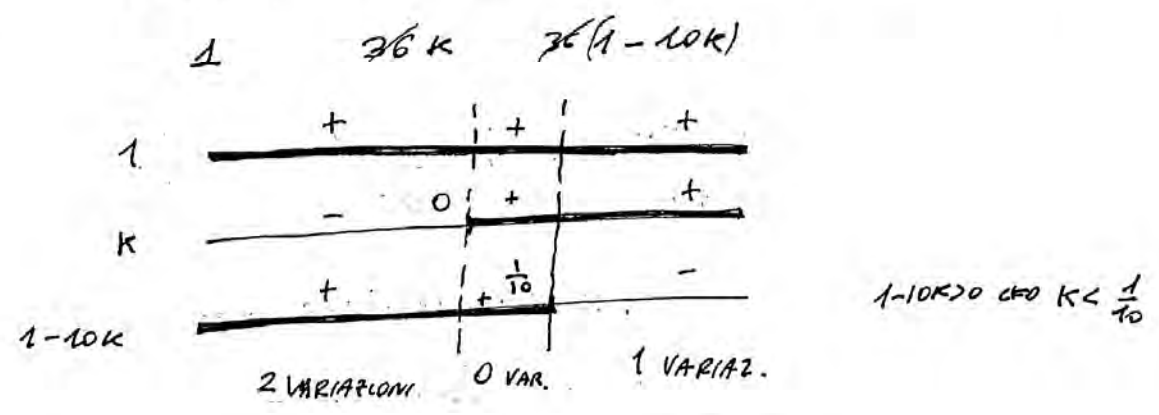 1 36 K 36(1-10K)
+ + +
1
- 0 + +
K
+ + 1/10 -
1-10K
1-10K>0 <=> K< 1/10
2 VARIAZIONI 0 VAR. 1 VARIAZ.